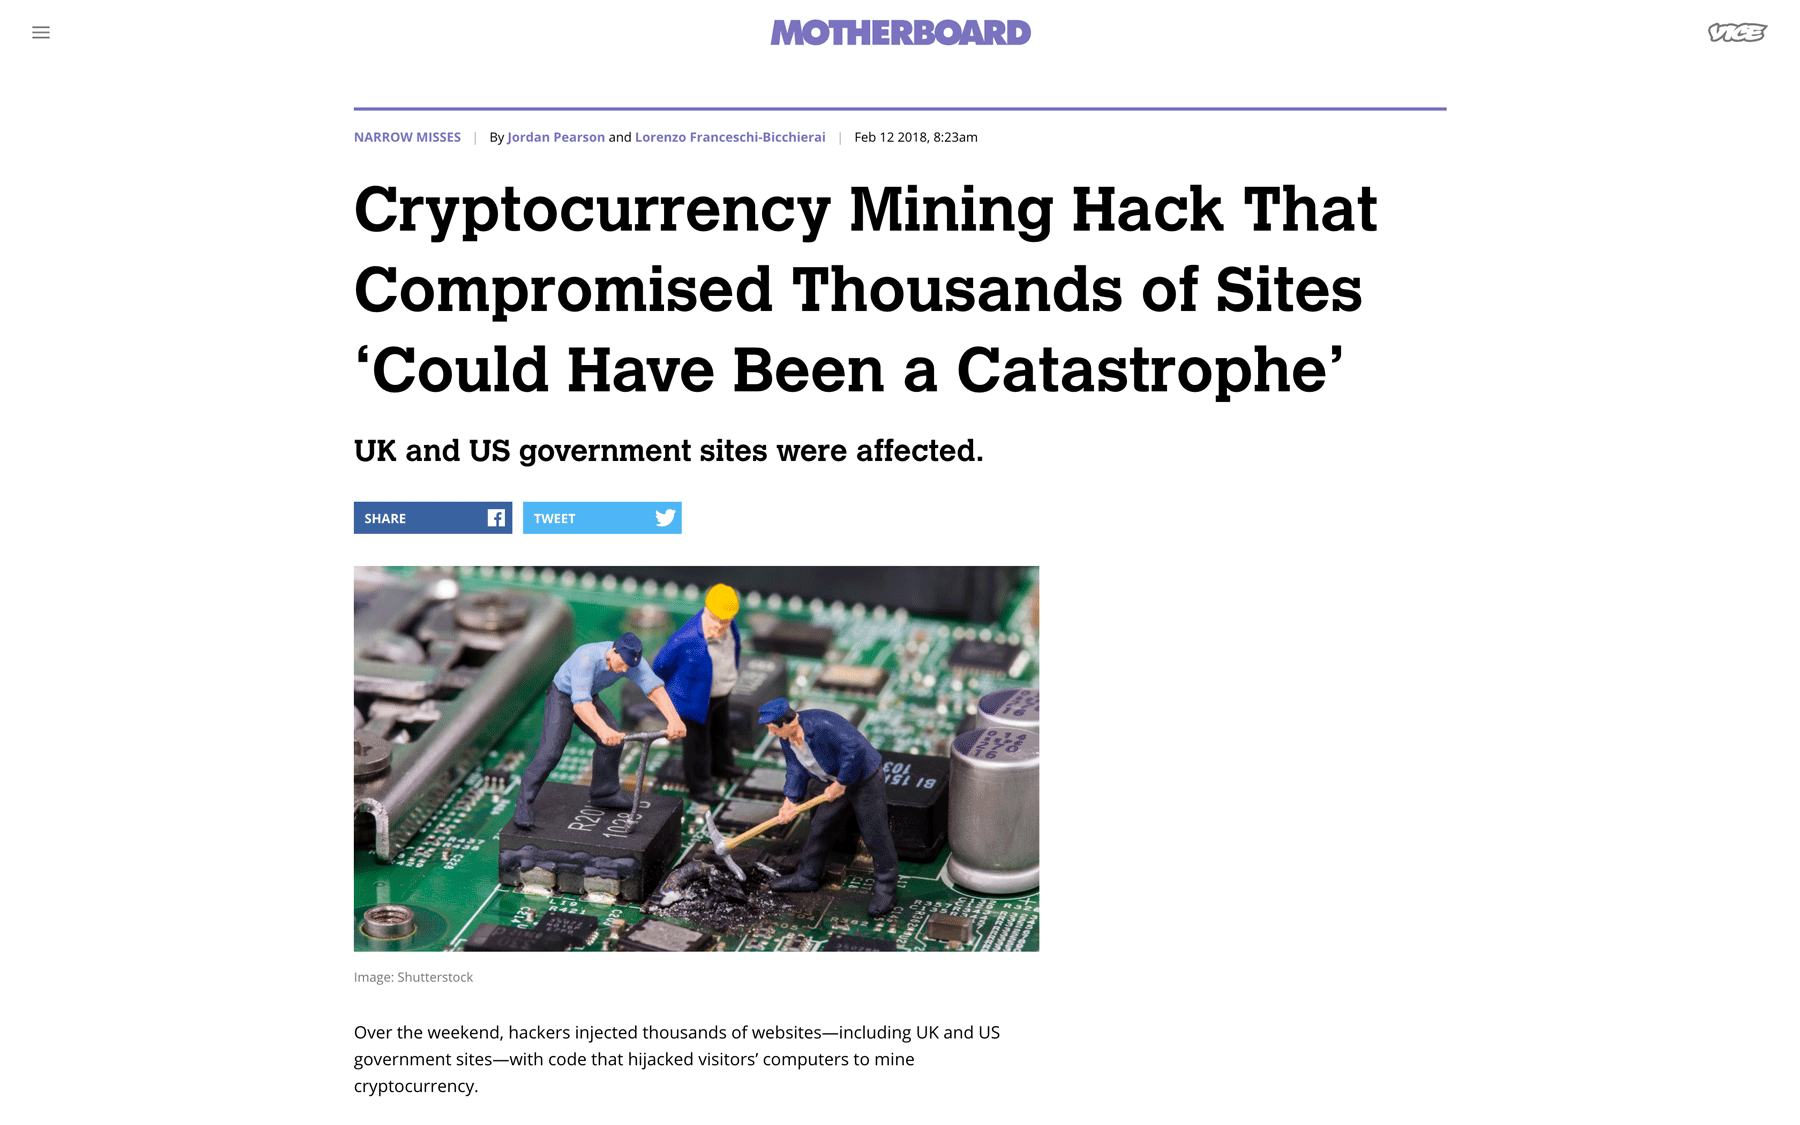 MOTHERBOARD
VICE
NARROW MISSES | By Jordan Pearson and Lorenzo Franceschi-Bicchierai | Feb 12 2018, 8:23am
Cryptocurrency Mining Hack That
Compromised Thousands of Sites
‘Could Have Been a Catastrophe’
UK and US government sites were affected.
SHARE
TWEET
R20
103
BI
Image: Shutterstock
Over the weekend, hackers injected thousands of websites—including UK and US
government sites—with code that hijacked visitors’ computers to mine
cryptocurrency.